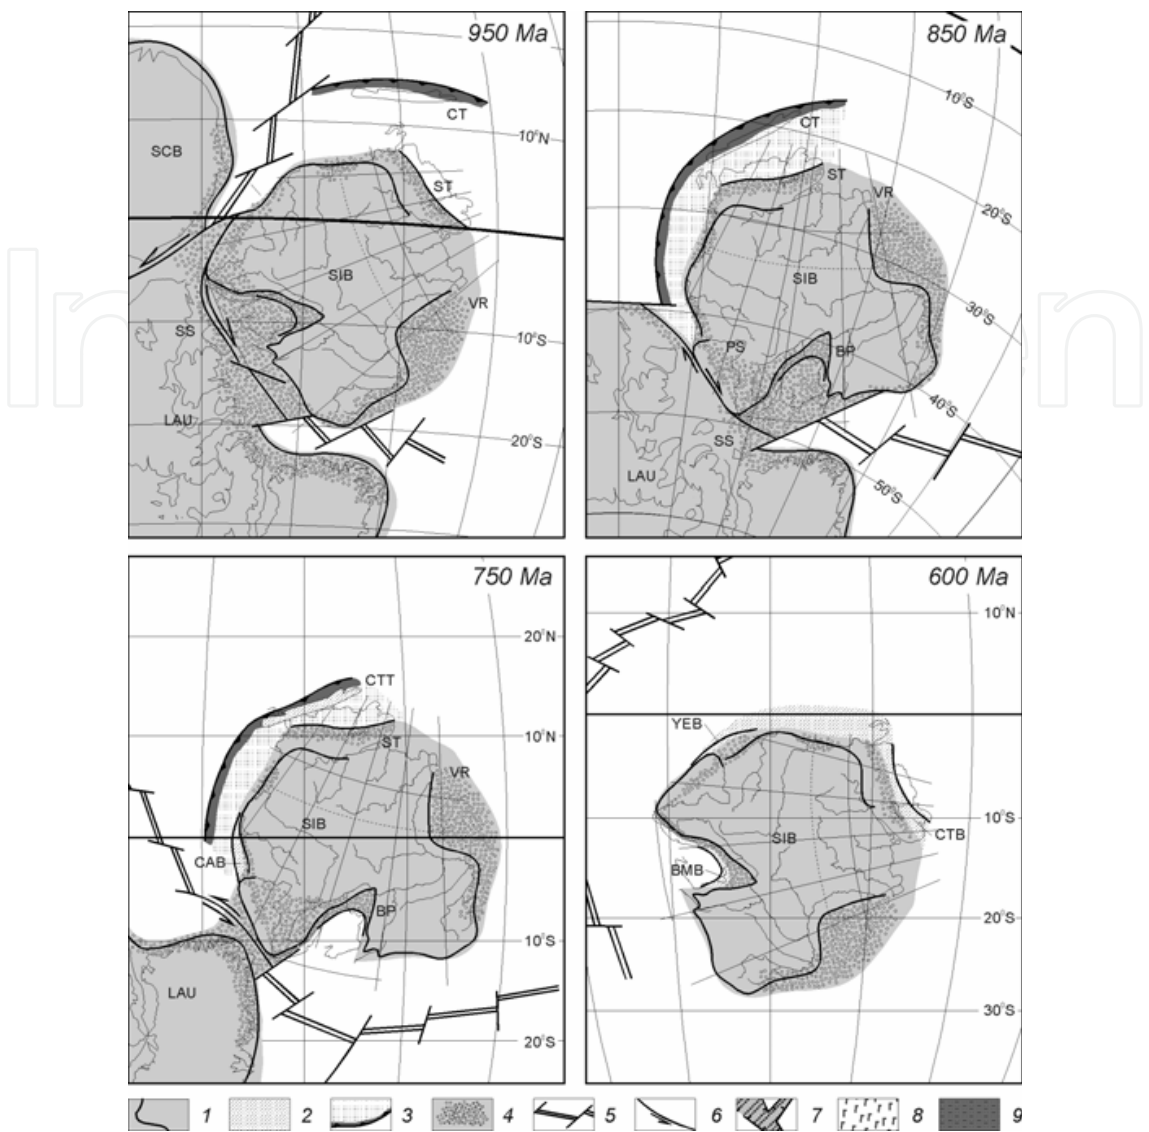 950 Ma
SCB
CT
10°N
ST
SIB
VR
SS
10°S
LAU
20°S
850 Ma
10°S
CT
ST
VR
20°S
SIB
30°S
PS
BP
40°S
SS
LAU
50°S
750 Ma
20°N
CTT
10°N
ST
VR
SIB
CAB
BP
10°S
LAU
20°S
600 Ma
10°N
YEB
10°S
CTB
SIB
BMB
20°S
30°S
1 2 3 4 5 6 7 8 9